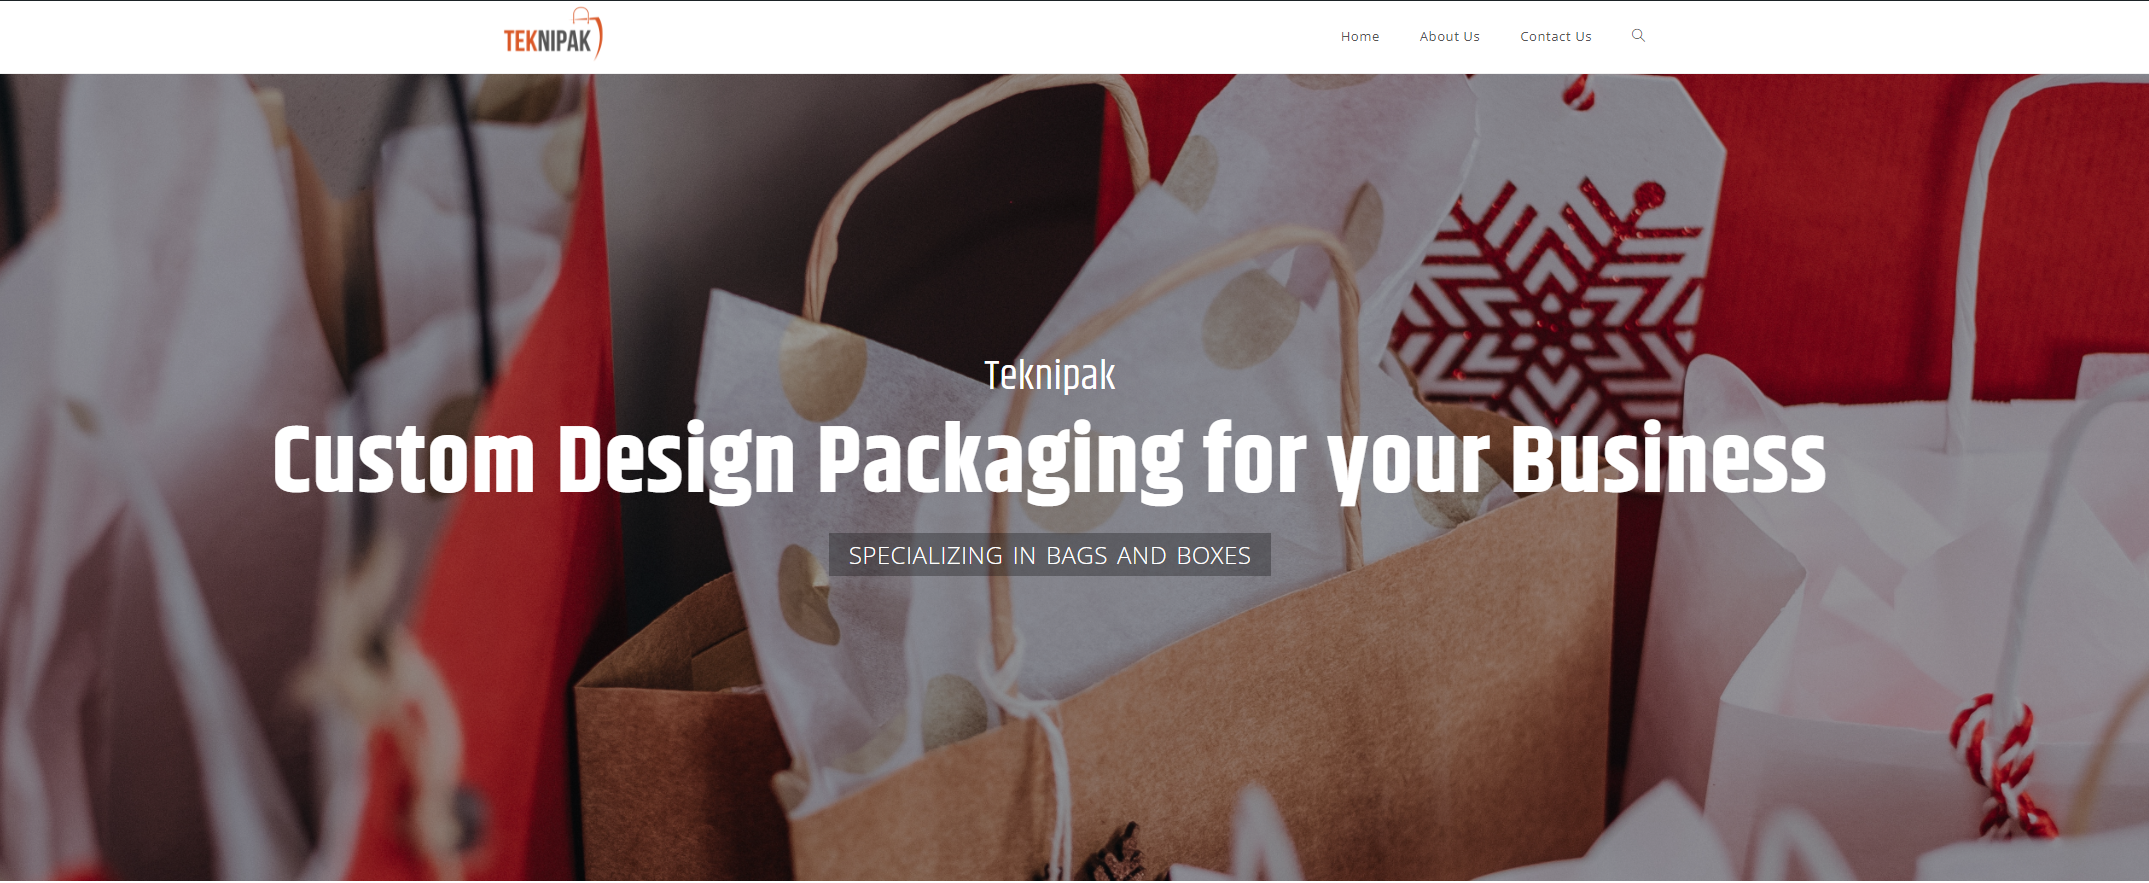 TEKNIPAK
Home
About Us
Contact Us
Teknipak
Custom Design Packaging for your Business
SPECIALIZING IN BAGS AND BOXES